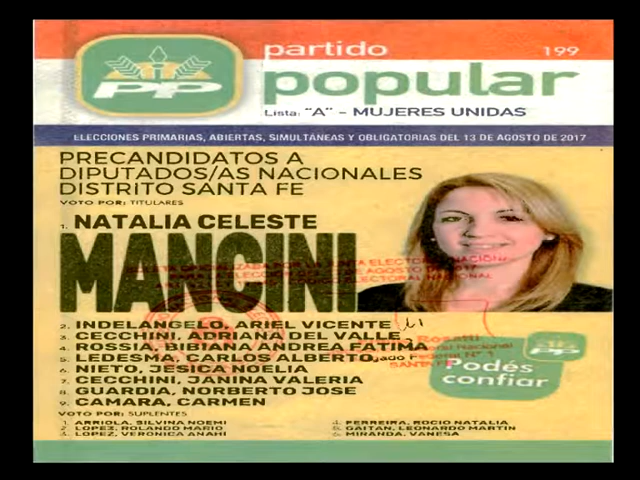 partido
199
PP
popular
Lista: "A" - MUJERES UNIDAS
ELECCIONES PRIMARIAS, ABIERTAS, SIMULTÁNEAS Y OBLIGATORIAS DEL 13 DE AGOSTO DE 2017
PRECANDIDATOS A
DIPUTADOS/AS NACIONALES
DISTRITO SANTA FE
VOTO POR: TITULARES
1. NATALIA CELESTE
MANCINI
2. INDELANGELO, ARIEL VICENTE
3. CECCHINI, ADRIANA DEL VALLE
4. ROSSIA, BIBIANA ANDREA FATIMA
5. LEDESMA, CARLOS ALBERTO
6. NIETO, JESICA NOELIA
7. CECCHINI, JANINA VALERIA
8. GUARDIA, NORBERTO JOSE
9. CAMARA, CARMEN
PP
Podés
confiar
VOTO POR: SUPLENTES
1. ARRIOLA, SILVINA NOEMI
2. LOPEZ, ROLANDO MARIO
3. LOPEZ, VERONICA ANAHI
4. FERREIRA, ROCIO NATALIA
5. GAITAN, LEONARDO MARTIN
6. MIRANDA, VANESA